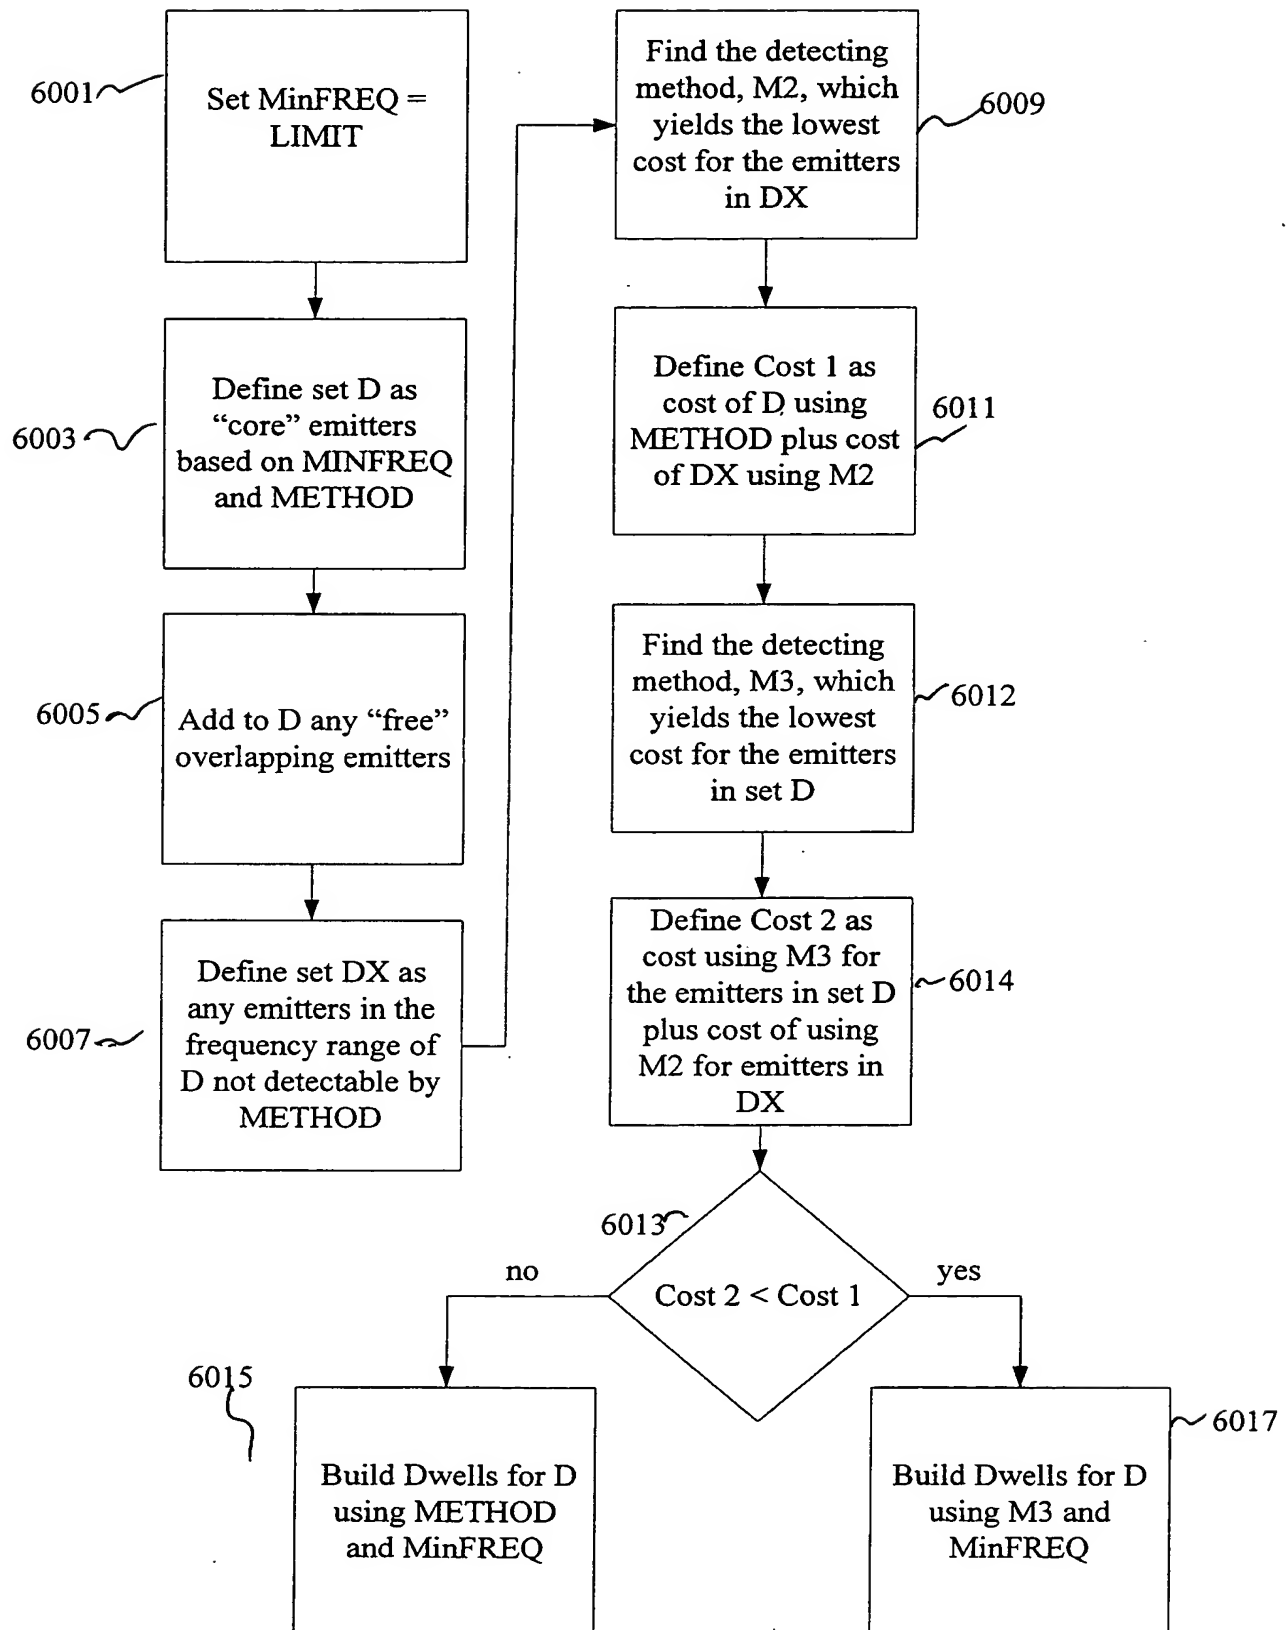 6001
Set MinFREQ =
LIMIT
6003
Define set D as
“core” emitters
based on MINFREQ
and METHOD
6005
Add to D any “free”
overlapping emitters
6007
Define set DX as
any emitters in the
frequency range of
D not detectable by
METHOD
Find the detecting
method, M2, which
yields the lowest
cost for the emitters
in DX
6009
Define Cost 1 as
cost of D using
METHOD plus cost
of DX using M2
6011
Find the detecting
method, M3, which
yields the lowest
cost for the emitters
in set D
6012
Define Cost 2 as
cost using M3 for
the emitters in set D
plus cost of using
M2 for emitters in
DX
6014
6013
Cost 2 < Cost 1
no
yes
6015
Build Dwells for D
using METHOD
and MinFREQ
6017
Build Dwells for D
using M3 and
MinFREQ